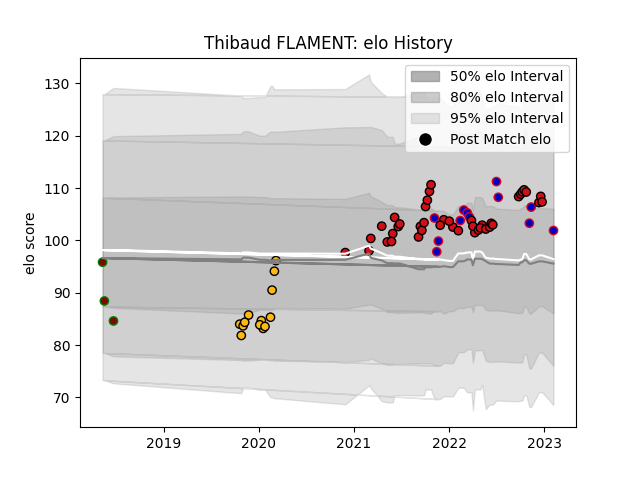 Thibaud FLAMENT: elo History
50% elo Interval
80% elo Interval
95% elo Interval
Post Match elo
elo score
130
120
110
100
90
80
70
2019
2020
2021
2022
2023